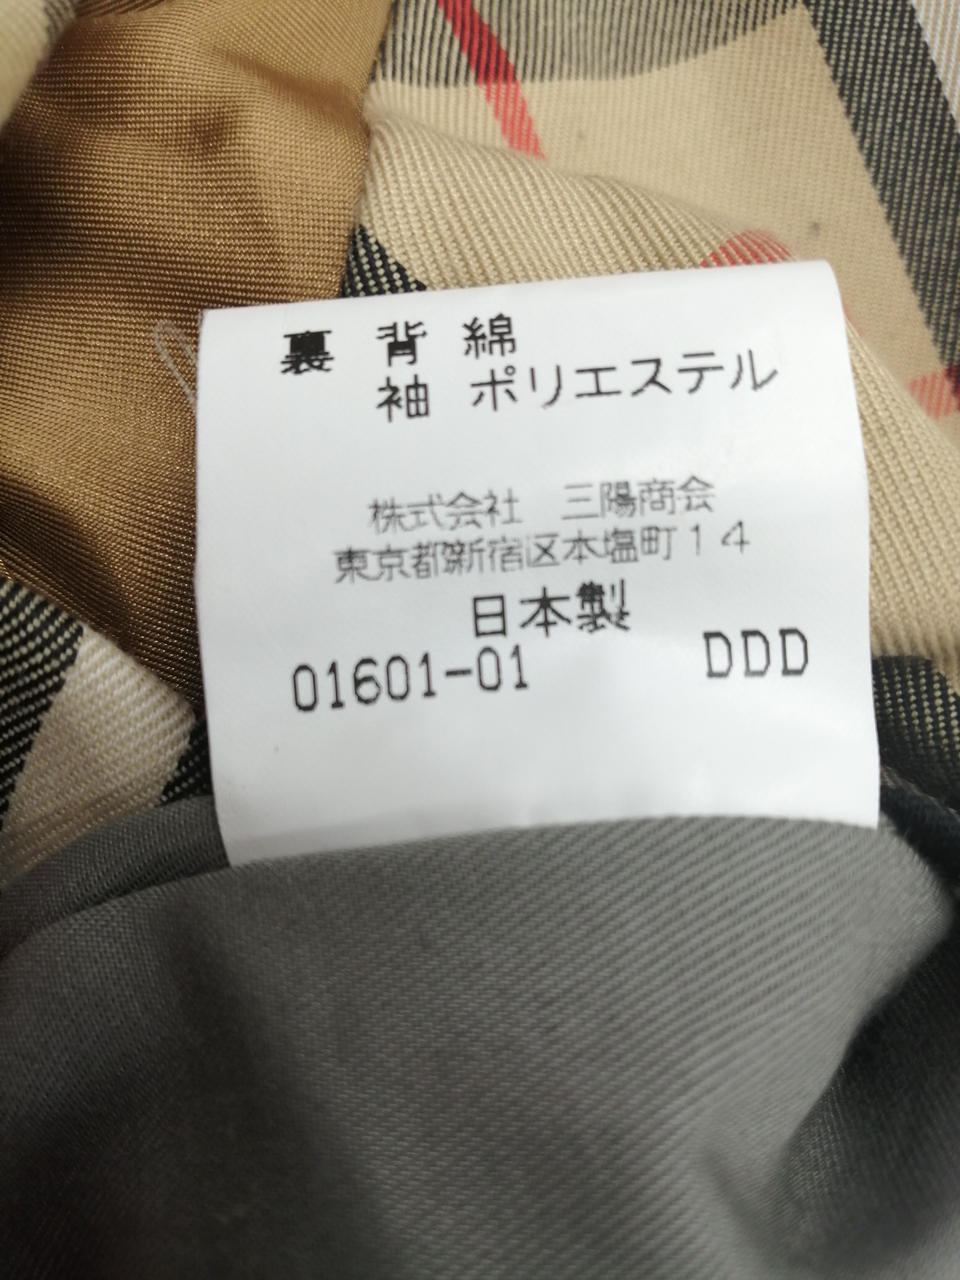 裏 背 綿
袖 ポリエステル
株式会社 三陽商会
東京都新宿区本塩町14
日本製
01601-01 DDD